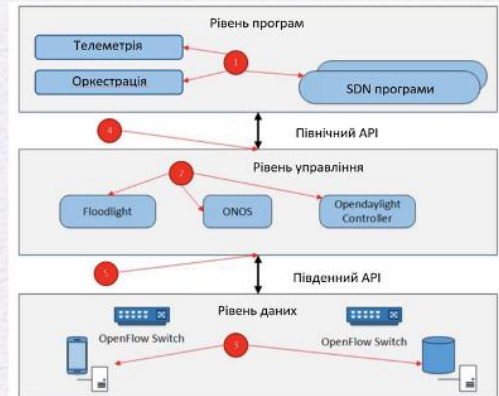 Рівень програм
Телеметрія
1
Оркестрація
SDN програми
4
Північний API
Рівень управління
2
Floodlight
ONOS
Opendaylight
Controller
5
Південний API
Рівень даних
OpenFlow Switch
OpenFlow Switch
3